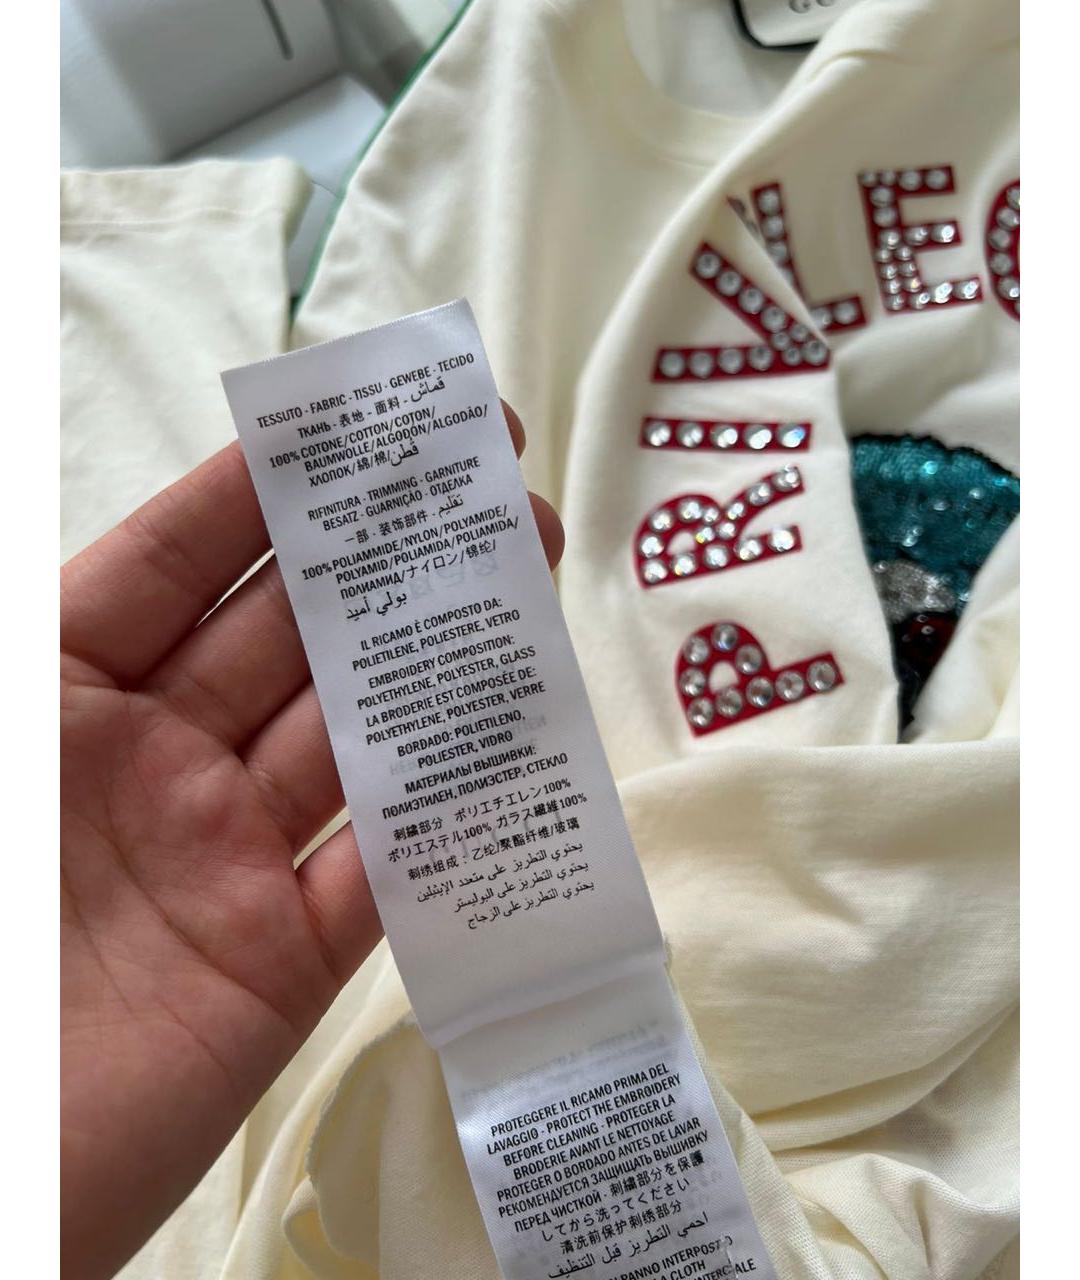 PRIVLEG
TESSUTO - FABRIC - TISSU - GEWEBE - TECIDO
ТКАНЬ - 表地 - 面料 - قماش
100% COTONE/COTTON/COTON/
BAUMWOLLE/ALGODÓN/ALGODÃO/
ХЛОПОК/綿/棉/قطن
RIFINITURA - TRIMMING - GARNITURE
BESATZ - GUARNIÇÃO - ОТДЕЛКА
一部 - 装饰部件 - تقليم
100% POLIAMMIDE/NYLON/POLYAMIDE/
POLYAMID/POLIAMIDA/POLIAMIDA/
ПОЛИАМИД/ナイロン/锦纶/
بولي أميد
IL RICAMO È COMPOSTO DA:
POLIETILENE, POLIESTERE, VETRO
EMBROIDERY COMPOSITION:
POLYETHYLENE, POLYESTER, GLASS
LA BRODERIE EST COMPOSÉE DE:
POLYETHYLENE, POLYESTER, VERRE
BORDADO: POLIETILENO,
POLIESTER, VIDRO
МАТЕРИАЛЫ ВЫШИВКИ:
ПОЛИЭТИЛЕН, ПОЛИЭСТЕР, СТЕКЛО
刺繍部分 ポリエチエレン100%
ポリエステル100% ガラス繊維100%
刺绣组成：乙纶/聚酯纤维/玻璃
يحتوي التطريز على متعدد الإيثيلين
يحتوي التطريز على البوليستر
يحتوي التطريز على الزجاج
PROTEGGERE IL RICAMO PRIMA DEL
LAVAGGIO - PROTECT THE EMBROIDERY
BEFORE CLEANING - PROTEGER LA
BRODERIE AVANT LE NETTOYAGE
PROTEGER O BORDADO ANTES DE LAVAR
РЕКОМЕНДУЕТСЯ ЗАЩИЩАТЬ ВЫШИВКУ
ПЕРЕД ЧИСТКОЙ - 刺繍部分を保護
してから洗ってください
清洗前保护刺绣部分
احمي التطريز قبل التنظيف
PANNO INTERPOSTO
A CLOTH